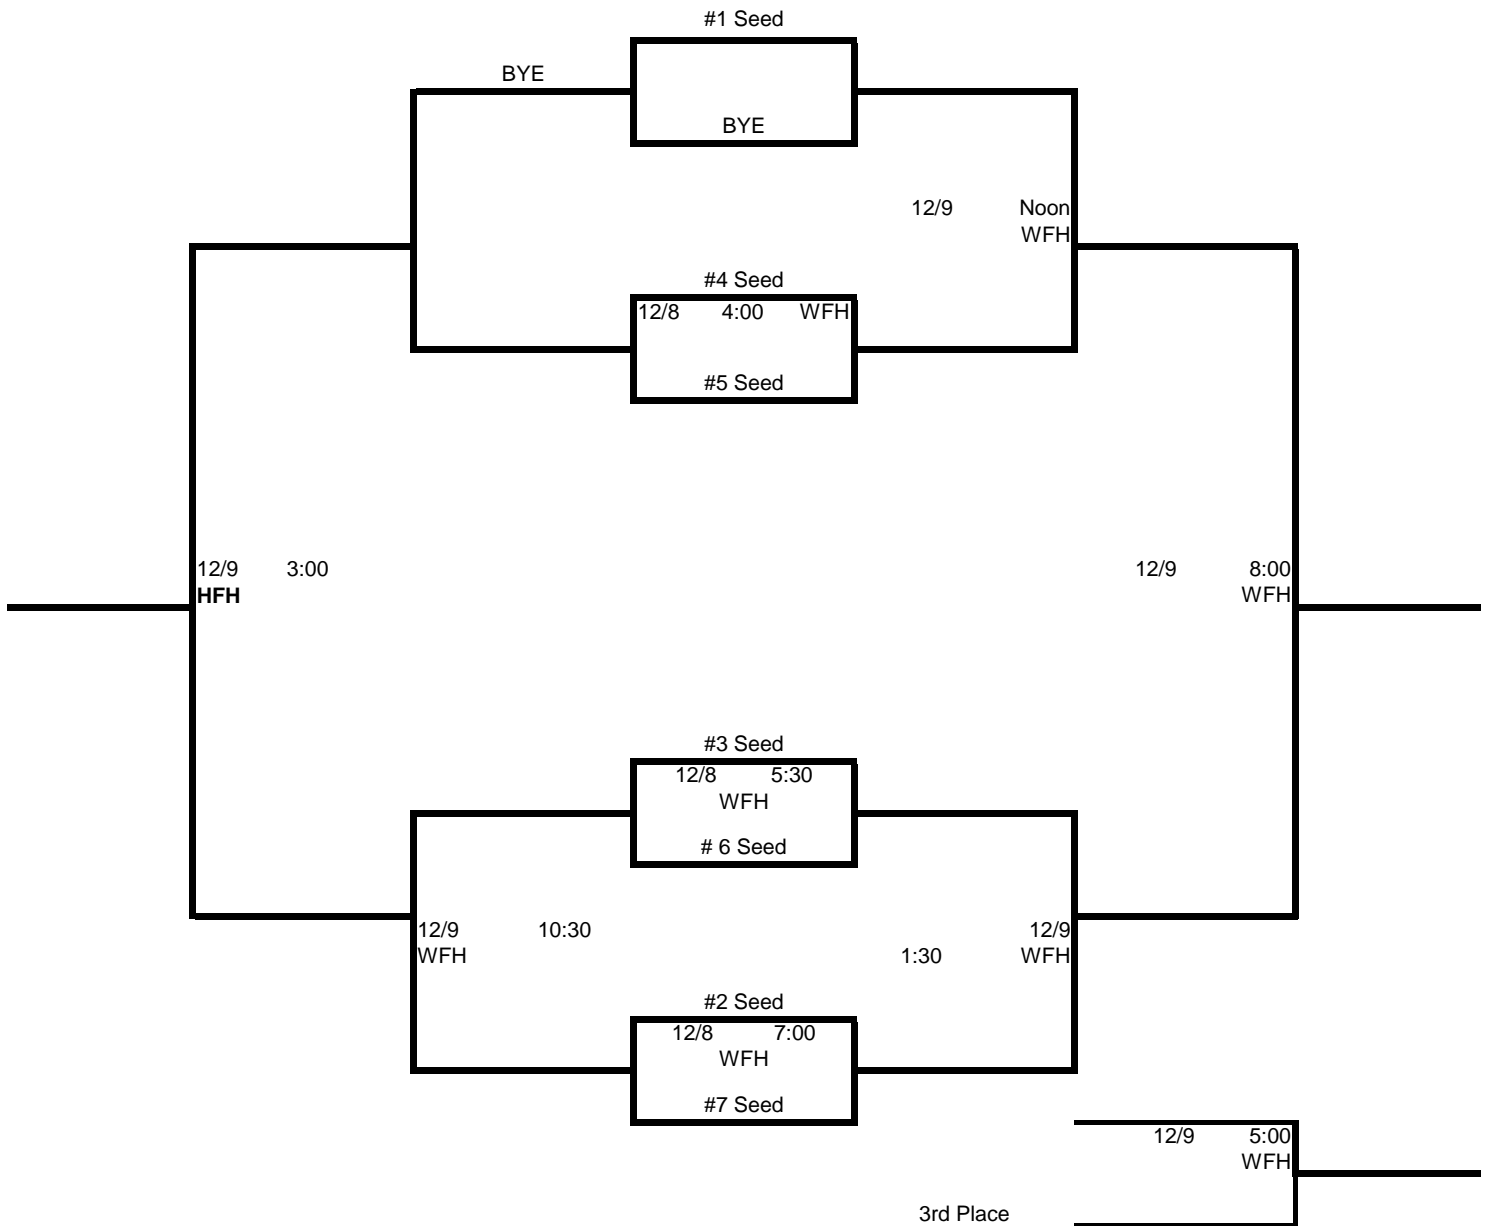 #1 Seed
BYE
BYE
12/9 Noon
WFH
#4 Seed
12/8 4:00 WFH
#5 Seed
12/9 3:00 12/9 8:00
HFH WFH
#3 Seed
12/8 5:30
WFH
# 6 Seed
12/9 10:30 12/9
WFH 1:30 WFH
#2 Seed
12/8 7:00
WFH
#7 Seed
12/9 5:00
WFH
3rd Place